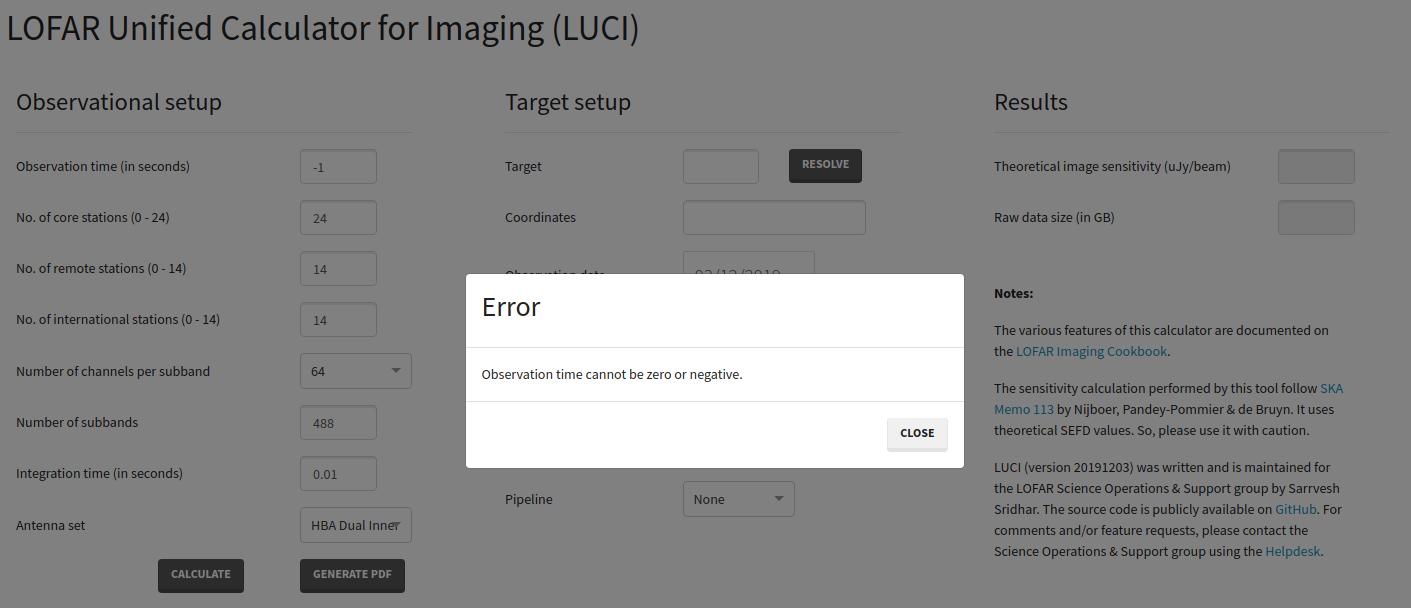 LOFAR Unified Calculator for Imaging (LUCI)
Observational setup
Observation time (in seconds)
-1
No. of core stations (0 - 24)
24
No. of remote stations (0 - 14)
14
No. of international stations (0 - 14)
14
Number of channels per subband
64
Number of subbands
488
Integration time (in seconds)
0.01
Antenna set
HBA Dual Inner
CALCULATE
GENERATE PDF
Target setup
Target
RESOLVE
Coordinates
Observation date
03/12/2019
Error
Observation time cannot be zero or negative.
CLOSE
Pipeline
None
Results
Theoretical image sensitivity (uJy/beam)
Raw data size (in GB)
Notes:
The various features of this calculator are documented on
the LOFAR Imaging Cookbook.
The sensitivity calculation performed by this tool follow SKA
Memo 113 by Nijboer, Pandey-Pommier & de Bruyn. It uses
theoretical SEFD values. So, please use it with caution.
LUCI (version 20191203) was written and is maintained for
the LOFAR Science Operations & Support group by Sarrvesh
Sridhar. The source code is publicly available on GitHub. For
comments and/or feature requests, please contact the
Science Operations & Support group using the Helpdesk.